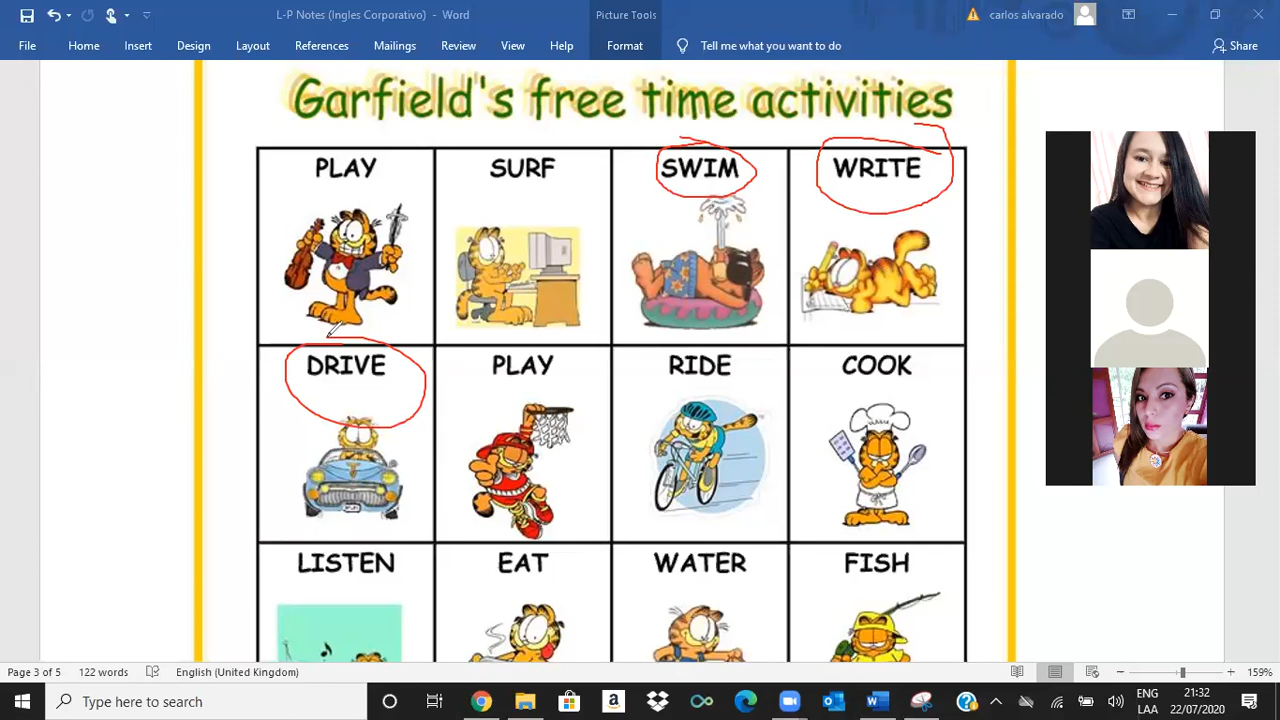 L-P Notes (Ingles Corporativo) - Word
Picture Tools
carlos alvarado
File Home Insert Design Layout References Mailings Review View Help Format Tell me what you want to do Share
Garfield's free time activities
PLAY SURF SWIM WRITE
DRIVE PLAY RIDE COOK
LISTEN EAT WATER FISH
Page 3 of 5 122 words English (United Kingdom) 159%
Type here to search
ENG 21:32
LAA 22/07/2020